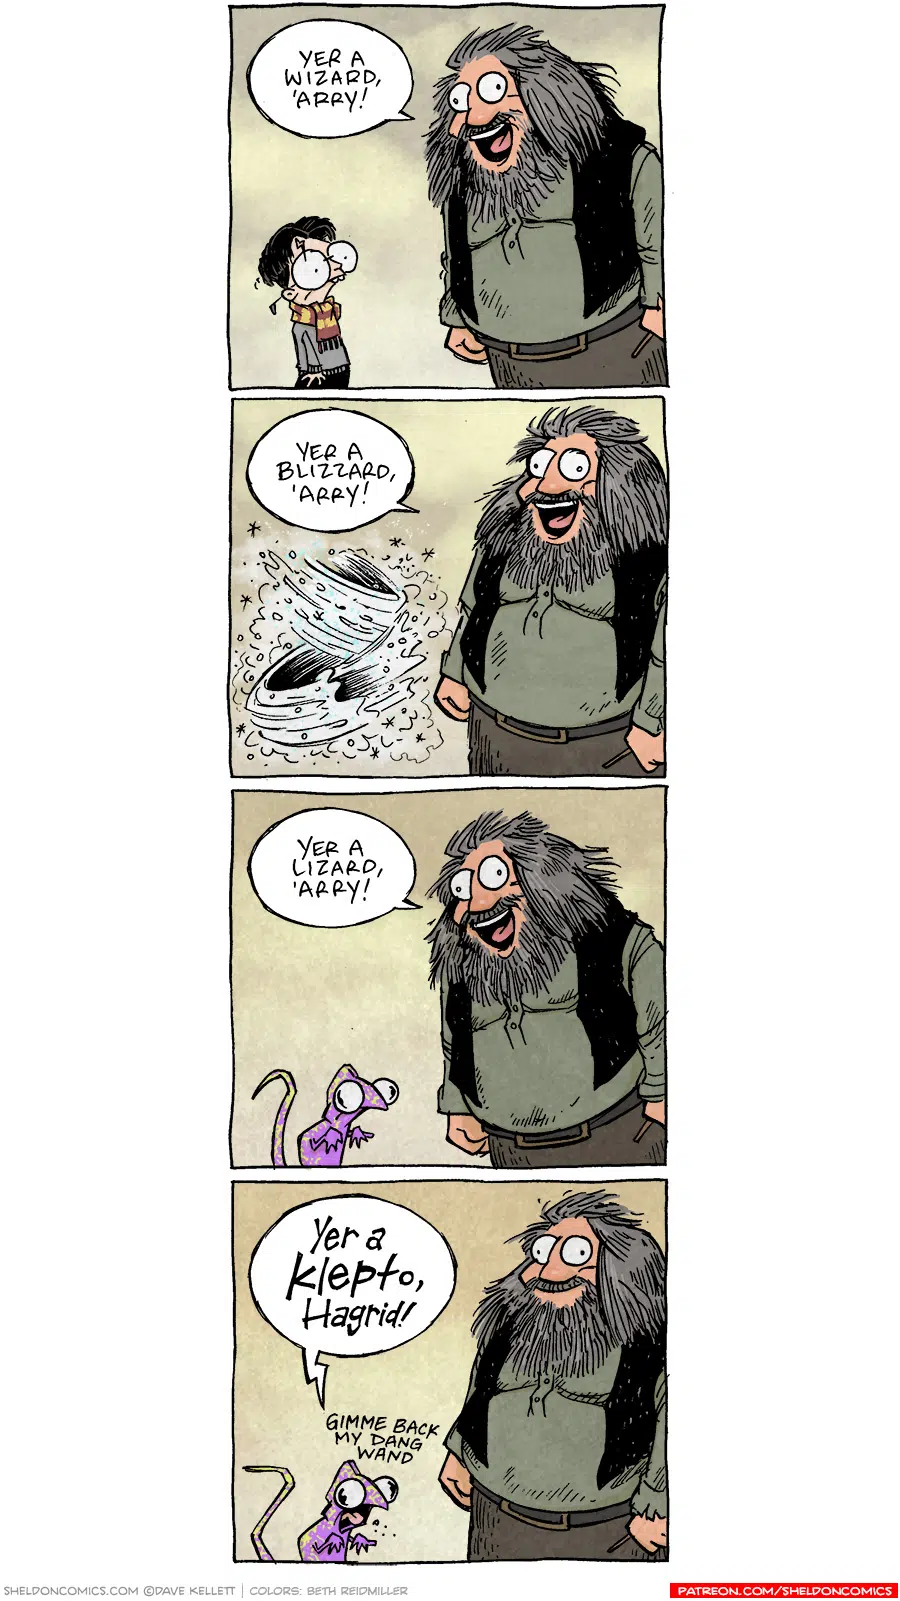 YER A
WIZARD,
'ARRY!
YER A
BLIZZARD,
'ARRY!
YER A
LIZARD,
'ARRY!
Yer a
klepto,
Hagrid!
GIMME BACK
MY DANG
WAND
SHELDONCOMICS.COM ©DAVE KELLETT | COLORS: BETH REIDMILLER
PATREON.COM/SHELDONCOMICS